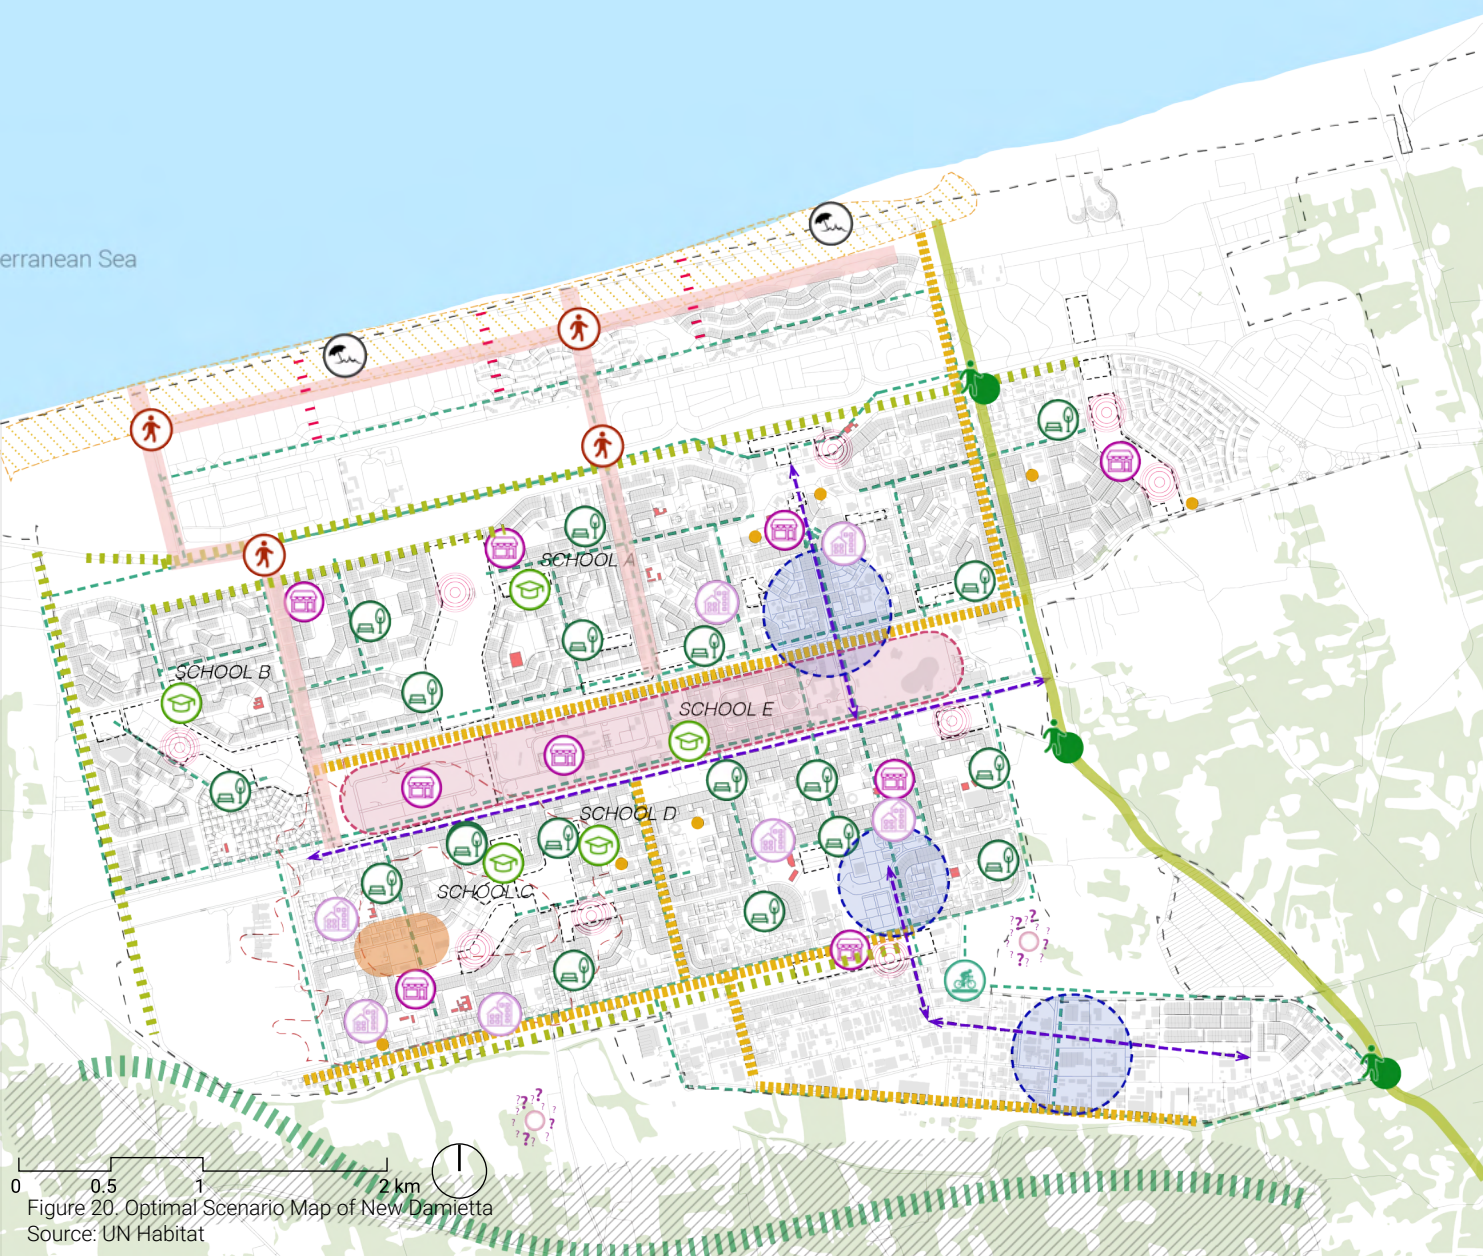 erranean Sea
SCHOOL A
SCHOOL B
SCHOOL E
SCHOOL D
SCHOOL C
? ? ? ? ? ? ?
? ? ? ? ? ? ?
0 0.5 1 2 km
Figure 20. Optimal Scenario Map of New Damietta
Source: UN Habitat